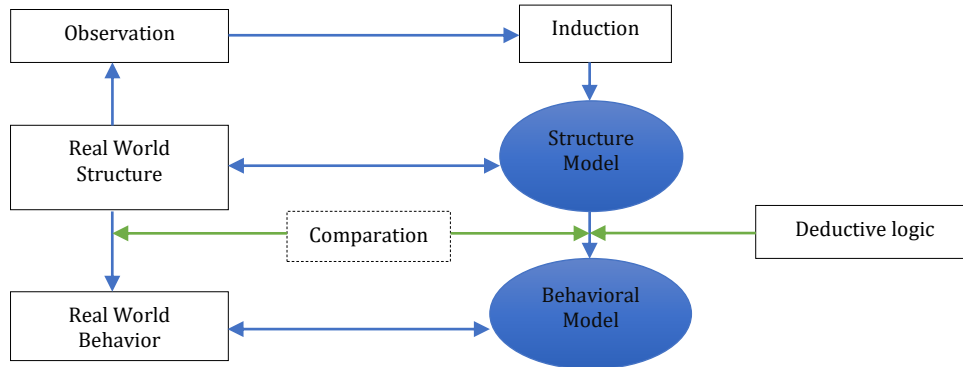 Observation
Induction
Real World
Structure
Structure
Model
Comparation
Deductive logic
Real World
Behavior
Behavioral
Model